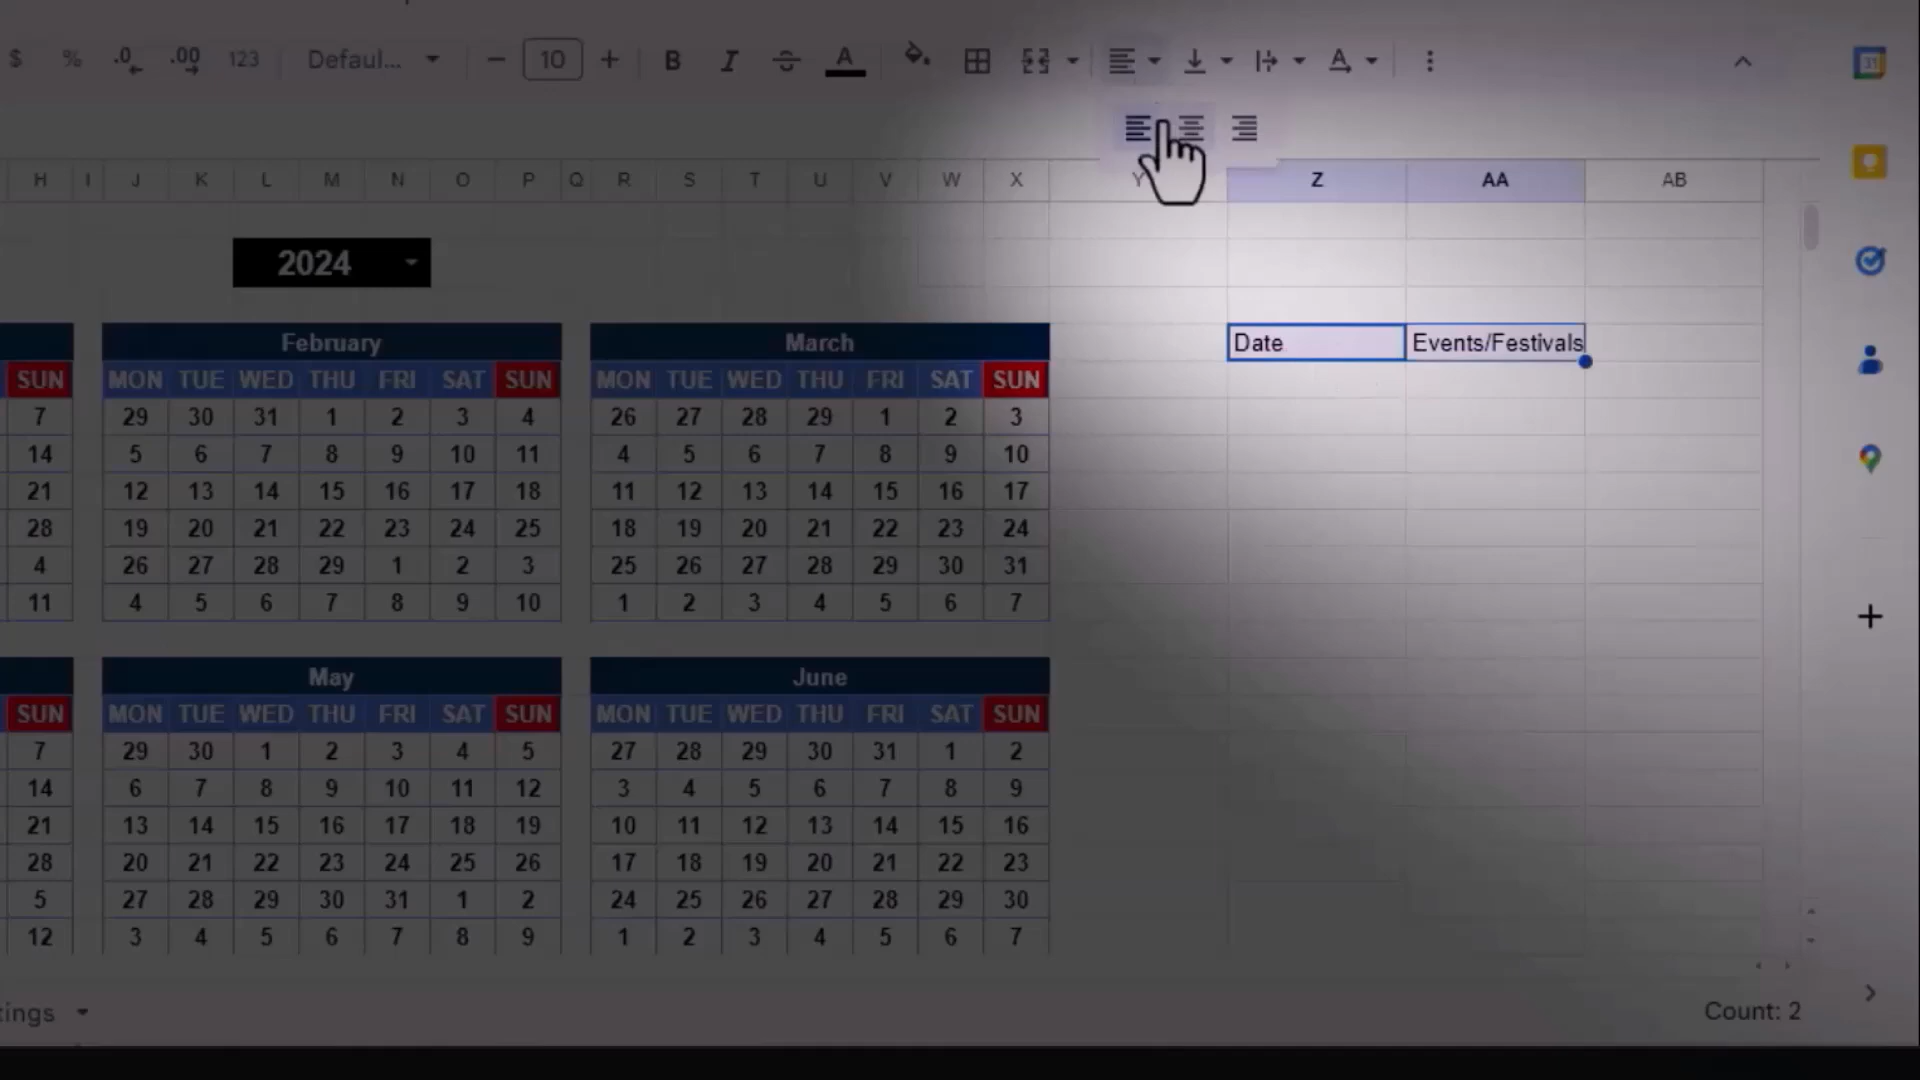 $ % .0 .00 123 Defaul... 10 B I A A
31
H I J K L M N O P Q R S T U V W X Y Z AA AB
2024
February March Date Events/Festivals
SUN MON TUE WED THU FRI SAT SUN MON TUE WED THU FRI SAT SUN
7 29 30 31 1 2 3 4 26 27 28 29 1 2 3
14 5 6 7 8 9 10 11 4 5 6 7 8 9 10
21 12 13 14 15 16 17 18 11 12 13 14 15 16 17
28 19 20 21 22 23 24 25 18 19 20 21 22 23 24
4 26 27 28 29 1 2 3 25 26 27 28 29 30 31
11 4 5 6 7 8 9 10 1 2 3 4 5 6 7
May June
SUN MON TUE WED THU FRI SAT SUN MON TUE WED THU FRI SAT SUN
7 29 30 1 2 3 4 5 27 28 29 30 31 1 2
14 6 7 8 9 10 11 12 3 4 5 6 7 8 9
21 13 14 15 16 17 18 19 10 11 12 13 14 15 16
28 20 21 22 23 24 25 26 17 18 19 20 21 22 23
5 27 28 29 30 31 1 2 24 25 26 27 28 29 30
12 3 4 5 6 7 8 9 1 2 3 4 5 6 7
tings Count: 2